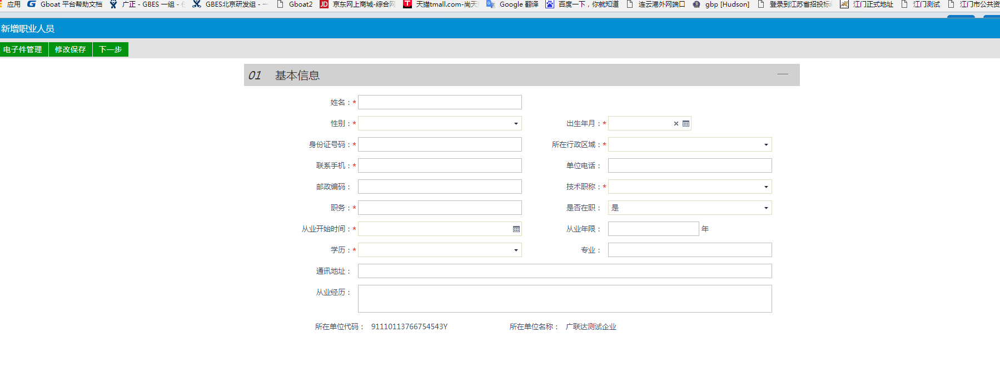 应用 Gboat 平台帮助文档 广正 - GBES 一组 - GBES北京研发组 - Gboat2 JD 京东网上商城-综合网 T 天猫tmall.com-尚天 Google 翻译 百度一下，你就知道 连云港外网端口 gbp [Hudson] 登录到江苏省招投标 江门正式地址 江门测试 江门市公共资
新增职业人员
电子件管理 修改保存 下一步
01 基本信息 —
姓名：*
性别：* 出生年月：*
身份证号码：* 所在行政区域：*
联系手机：* 单位电话：
邮政编码： 技术职称：*
职务：* 是否在职： 是
从业开始时间：* 从业年限： 年
学历：* 专业：
通讯地址：
从业经历：
所在单位代码： 91110113766754543Y 所在单位名称： 广联达测试企业